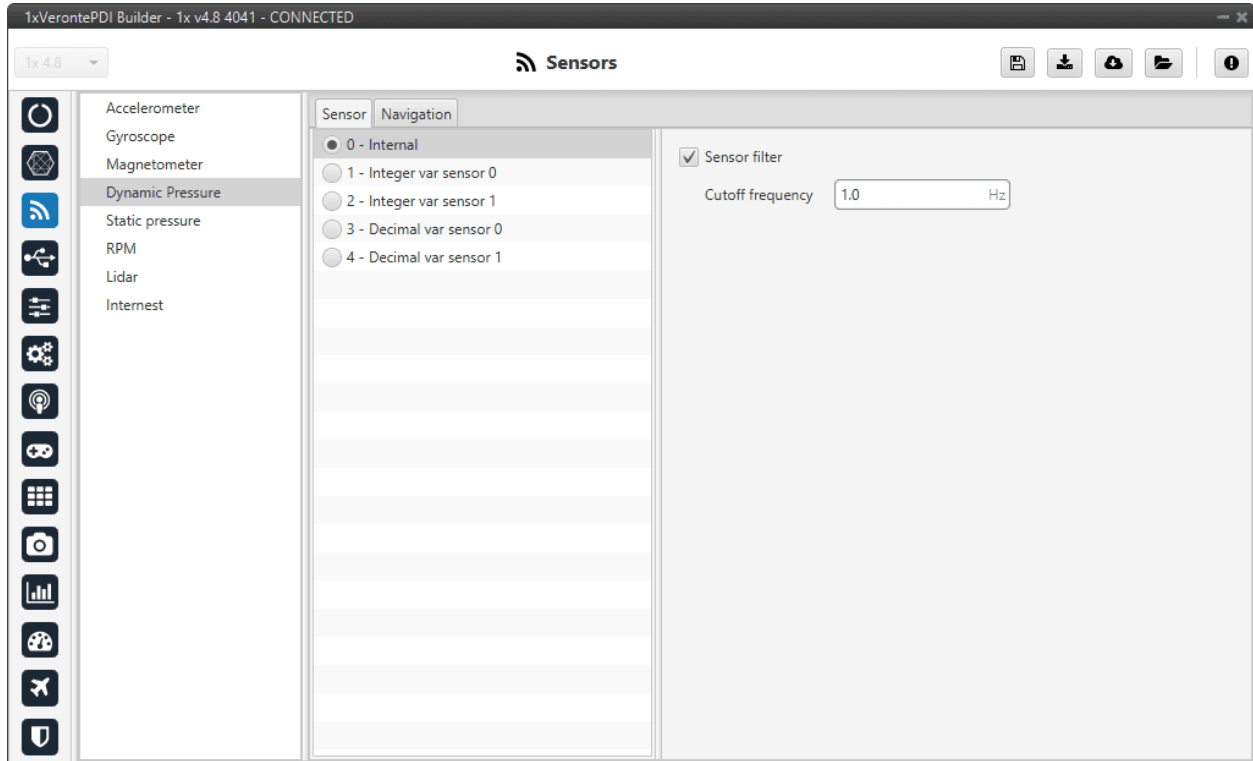 1xVerontePDI Builder - 1x v4.8 4041 - CONNECTED
1x 4.8
Sensors
Accelerometer
Gyroscope
Magnetometer
Dynamic Pressure
Static pressure
RPM
Lidar
Internest
Sensor Navigation
0 - Internal
1 - Integer var sensor 0
2 - Integer var sensor 1
3 - Decimal var sensor 0
4 - Decimal var sensor 1
Sensor filter
Cutoff frequency 1.0 Hz